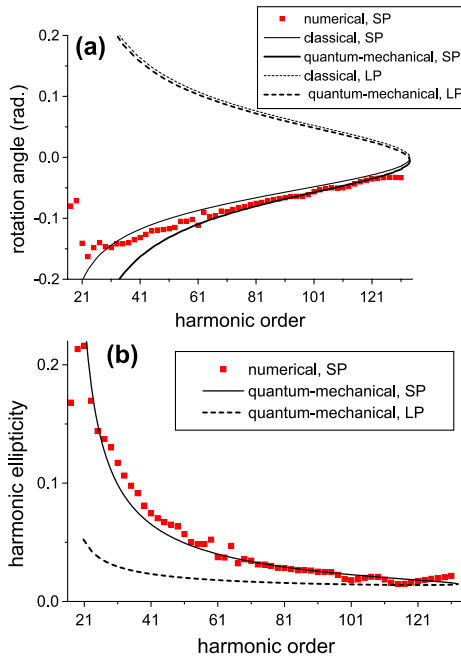 (a)
numerical, SP
classical, SP
quantum-mechanical, SP
classical, LP
quantum-mechanical, LP
rotation angle (rad.)
0.2
0.1
0.0
-0.1
-0.2
21 41 61 81 101 121
harmonic order
(b)
numerical, SP
quantum-mechanical, SP
quantum-mechanical, LP
harmonic ellipticity
0.2
0.1
0.0
21 41 61 81 101 121
harmonic order